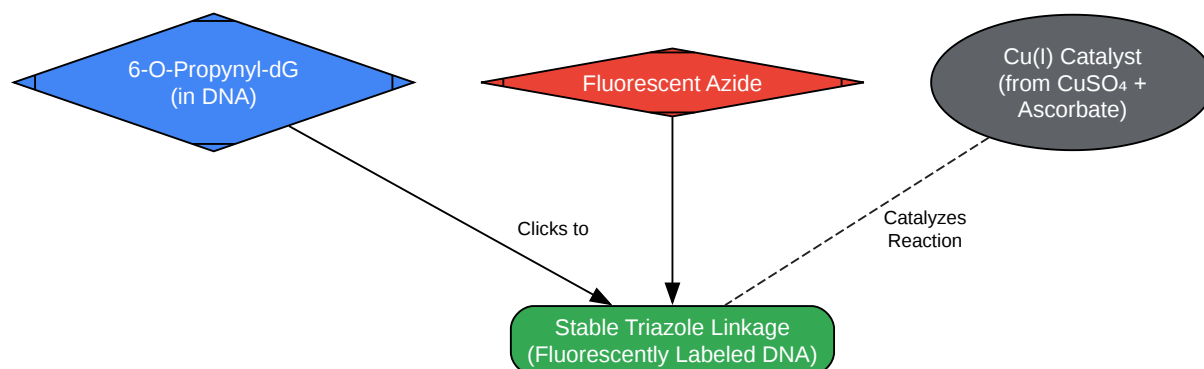 6-O-Propynyl-dG
(in DNA)
Fluorescent Azide
Cu(I) Catalyst
(from CuSO₄ +
Ascorbate)
Clicks to
Catalyzes
Reaction
Stable Triazole Linkage
(Fluorescently Labeled DNA)